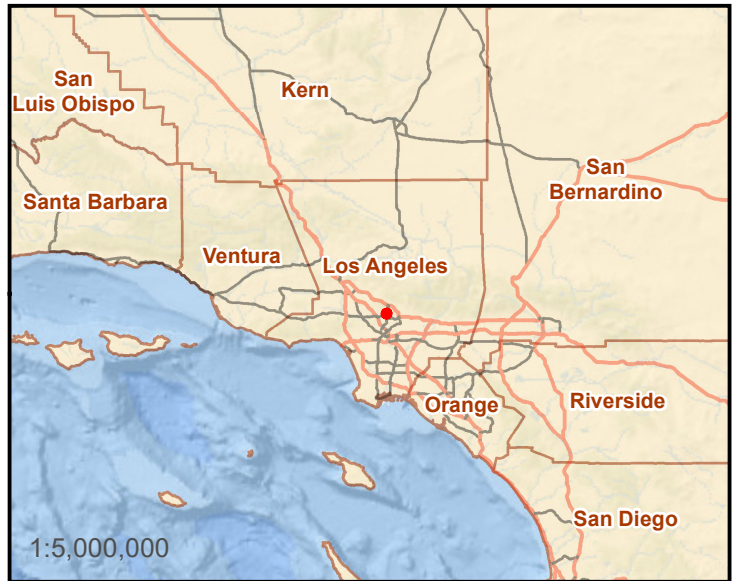 San
Luis Obispo
Kern
San
Bernardino
Santa Barbara
Ventura
Los Angeles
Orange
Riverside
San Diego
1:5,000,000